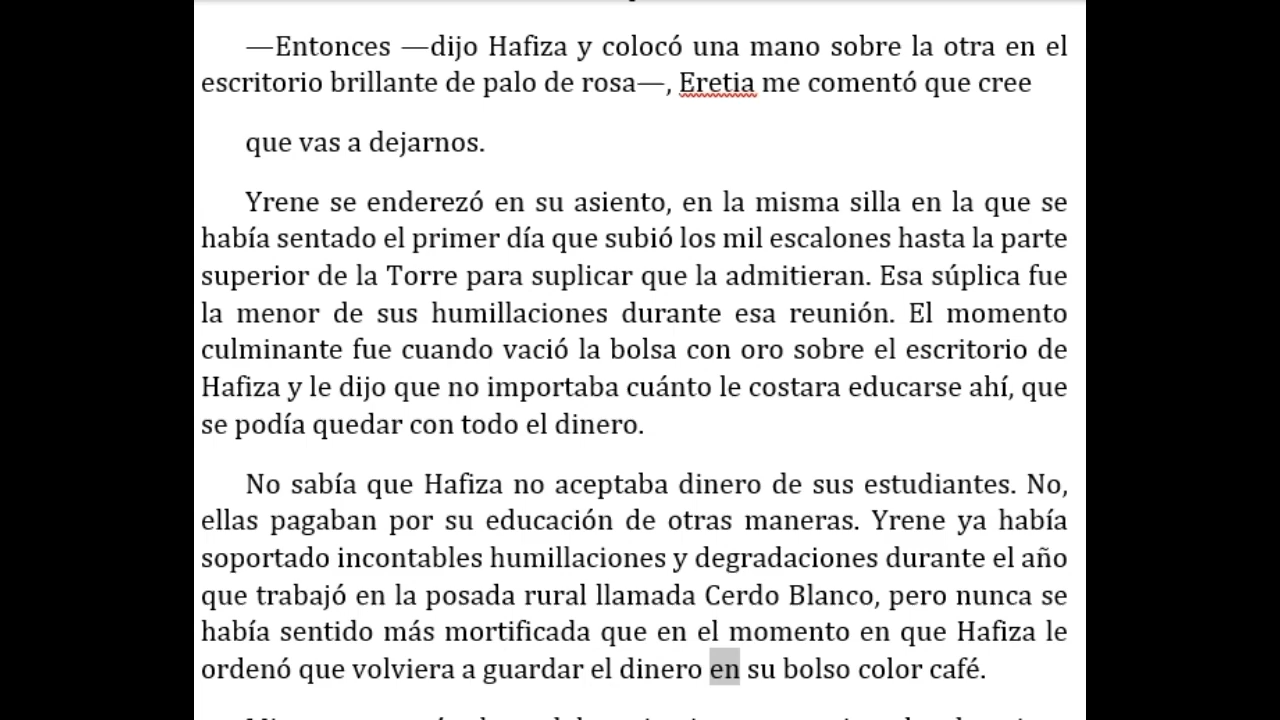 —Entonces —dijo Hafiza y colocó una mano sobre la otra en el
escritorio brillante de palo de rosa—, Eretia me comentó que cree
que vas a dejarnos.
Yrene se enderezó en su asiento, en la misma silla en la que se
había sentado el primer día que subió los mil escalones hasta la parte
superior de la Torre para suplicar que la admitieran. Esa súplica fue
la menor de sus humillaciones durante esa reunión. El momento
culminante fue cuando vació la bolsa con oro sobre el escritorio de
Hafiza y le dijo que no importaba cuánto le costara educarse ahí, que
se podía quedar con todo el dinero.
No sabía que Hafiza no aceptaba dinero de sus estudiantes. No,
ellas pagaban por su educación de otras maneras. Yrene ya había
soportado incontables humillaciones y degradaciones durante el año
que trabajó en la posada rural llamada Cerdo Blanco, pero nunca se
había sentido más mortificada que en el momento en que Hafiza le
ordenó que volviera a guardar el dinero en su bolso color café.